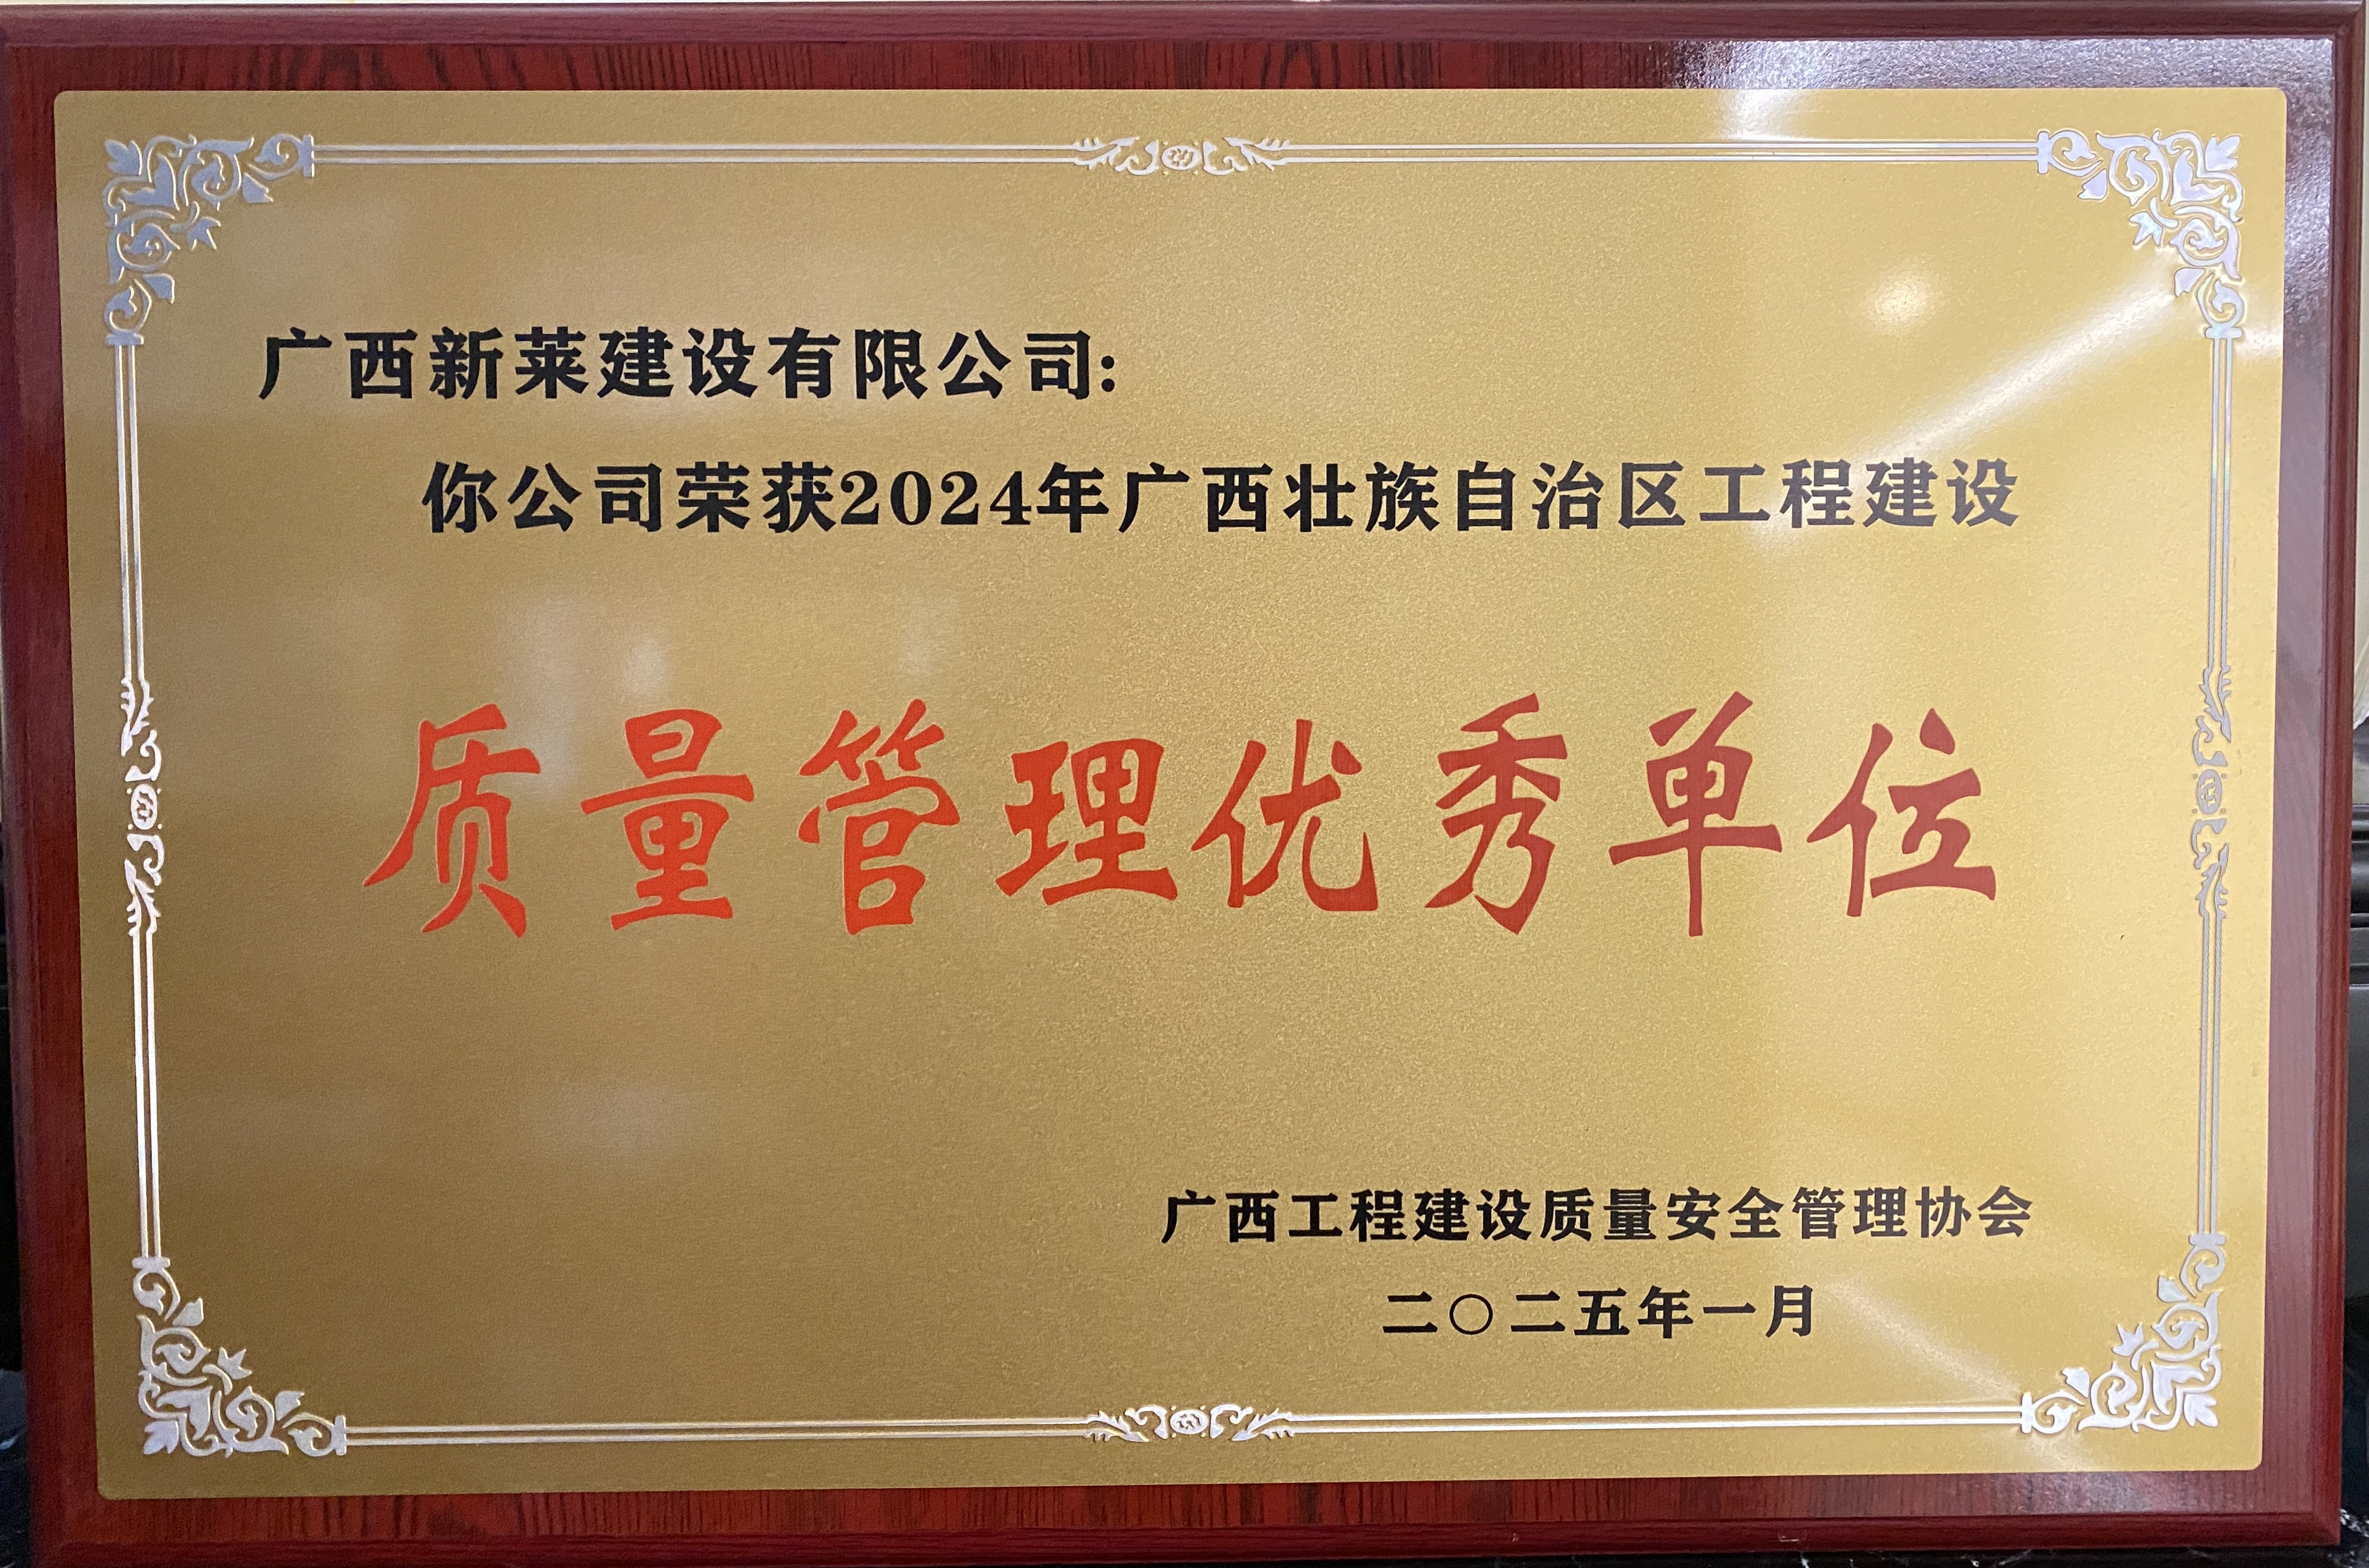 广西新莱建设有限公司:
你公司荣获2024年广西壮族自治区工程建设
质量管理优秀单位
广西工程建设质量安全管理协会
二〇二五年一月